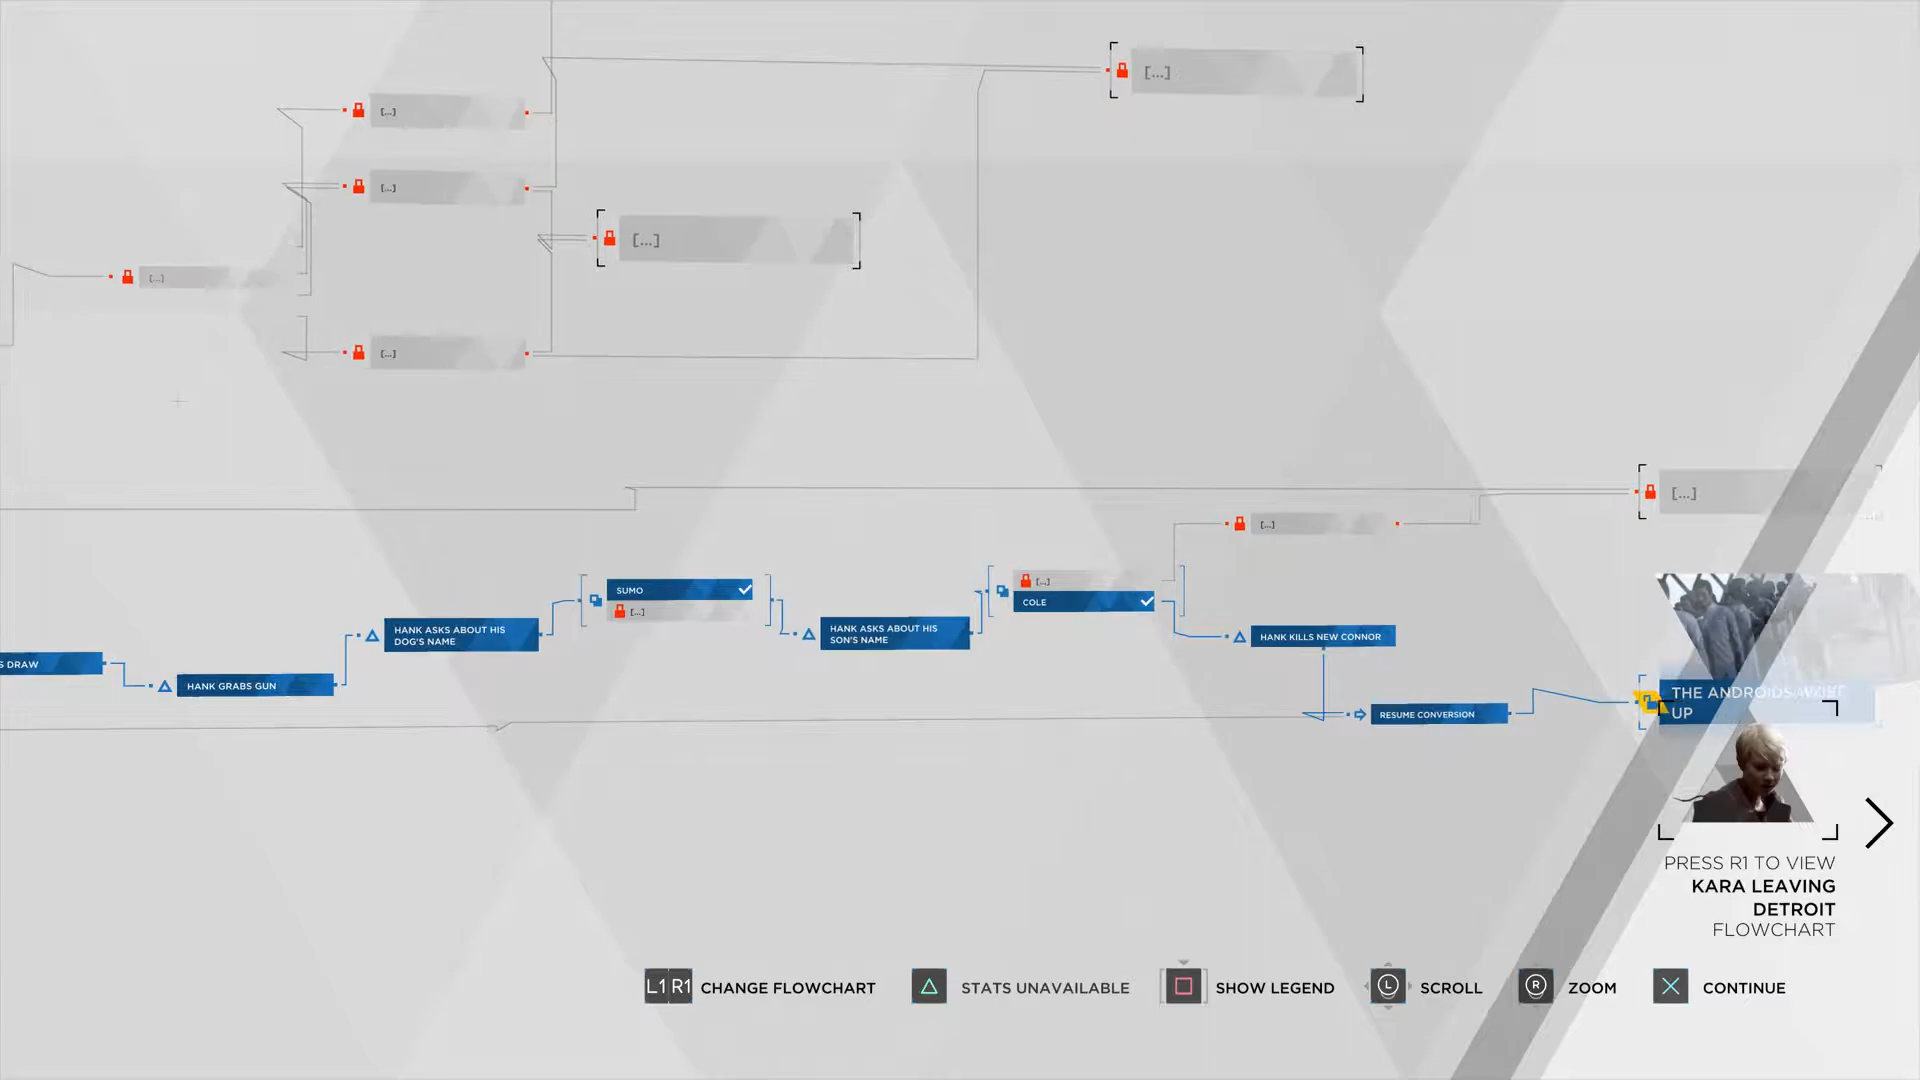 [...]
[...]
[...]
[...]
[...]
[...]
[...]
[...]
[...]
SUMO
[...]
COLE
HANK ASKS ABOUT HIS
DOG'S NAME
HANK ASKS ABOUT HIS
SON'S NAME
HANK KILLS NEW CONNOR
S DRAW
HANK GRABS GUN
RESUME CONVERSION
THE ANDROIDS
UP
PRESS R1 TO VIEW
KARA LEAVING
DETROIT
FLOWCHART
L1 R1 CHANGE FLOWCHART
STATS UNAVAILABLE
SHOW LEGEND
L SCROLL
R ZOOM
CONTINUE